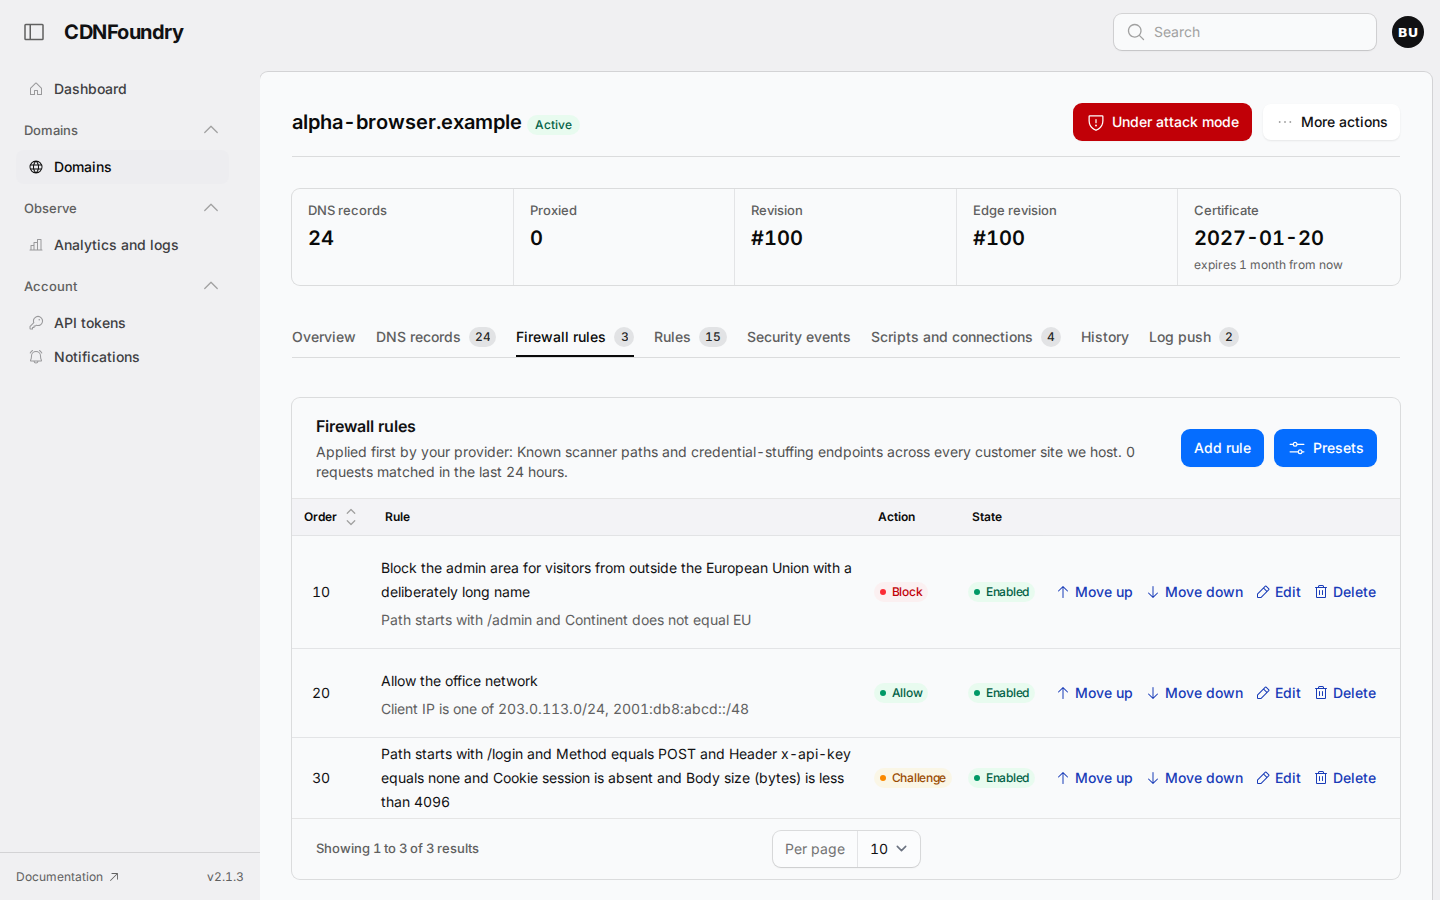 CDNFoundry
Search
BU
Dashboard
Domains
Domains
Observe
Analytics and logs
Account
API tokens
Notifications
Documentation
v2.1.3
alpha-browser.example Active
Under attack mode
More actions
DNS records
24
Proxied
0
Revision
#100
Edge revision
#100
Certificate
2027-01-20
expires 1 month from now
Overview DNS records 24 Firewall rules 3 Rules 15 Security events Scripts and connections 4 History Log push 2
Firewall rules
Applied first by your provider: Known scanner paths and credential-stuffing endpoints across every customer site we host. 0
requests matched in the last 24 hours.
Add rule
Presets
Order Rule Action State
10
Block the admin area for visitors from outside the European Union with a
deliberately long name
Path starts with /admin and Continent does not equal EU
Block Enabled Move up Move down Edit Delete
20
Allow the office network
Client IP is one of 203.0.113.0/24, 2001:db8:abcd::/48
Allow Enabled Move up Move down Edit Delete
30
Path starts with /login and Method equals POST and Header x-api-key
equals none and Cookie session is absent and Body size (bytes) is less
than 4096
Challenge Enabled Move up Move down Edit Delete
Showing 1 to 3 of 3 results
Per page 10